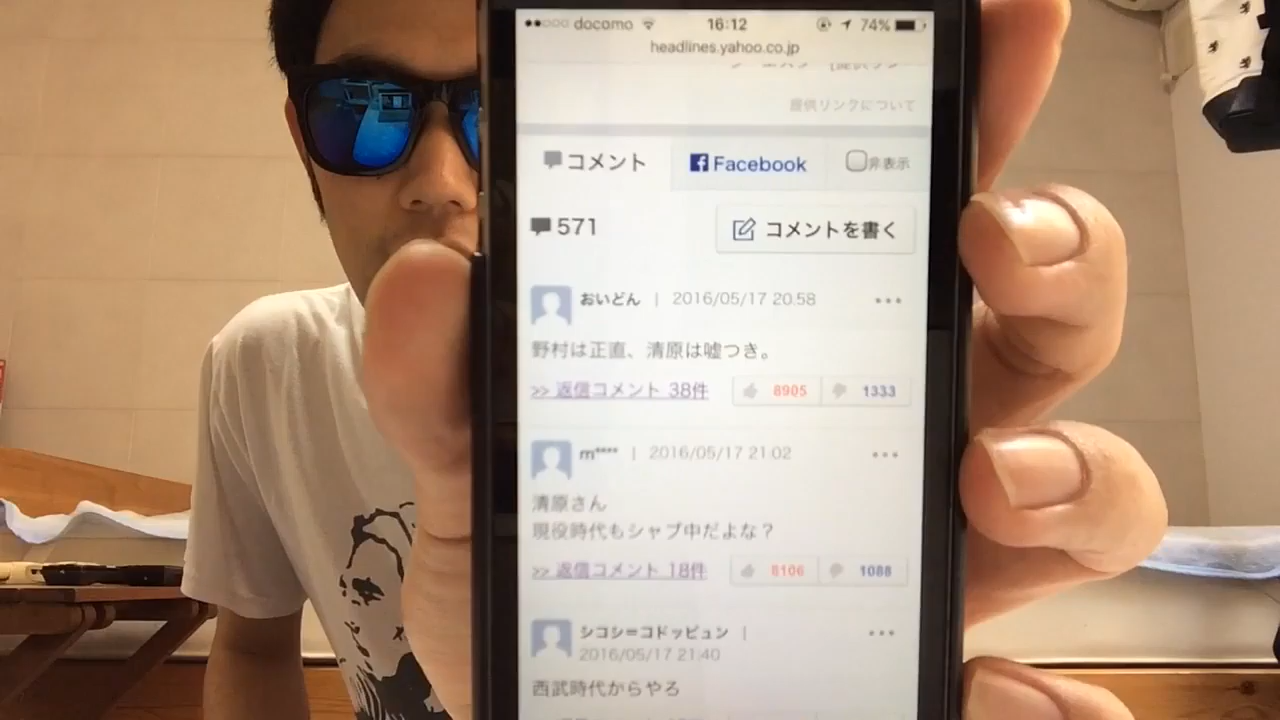 docomo 16:12 74%
headlines.yahoo.co.jp
提供リンクについて
コメント Facebook 非表示
571 コメントを書く
おいどん | 2016/05/17 20:58
野村は正直、清原は嘘つき。
>> 返信コメント 38件 8905 1333
m**** | 2016/05/17 21:02
清原さん
現役時代もシャブ中だよな？
>> 返信コメント 18件 8106 1088
シコシ=コドッピュン |
2016/05/17 21:40
西武時代からやろ